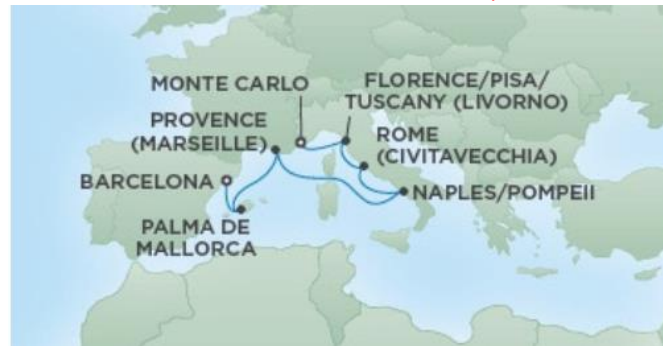 MONTE CARLO
FLORENCE/PISA/
TUSCANY (LIVORNO)
PROVENCE
(MARSEILLE)
ROME
(CIVITAVECCHIA)
BARCELONA
NAPLES/POMPEII
PALMA DE
MALLORCA